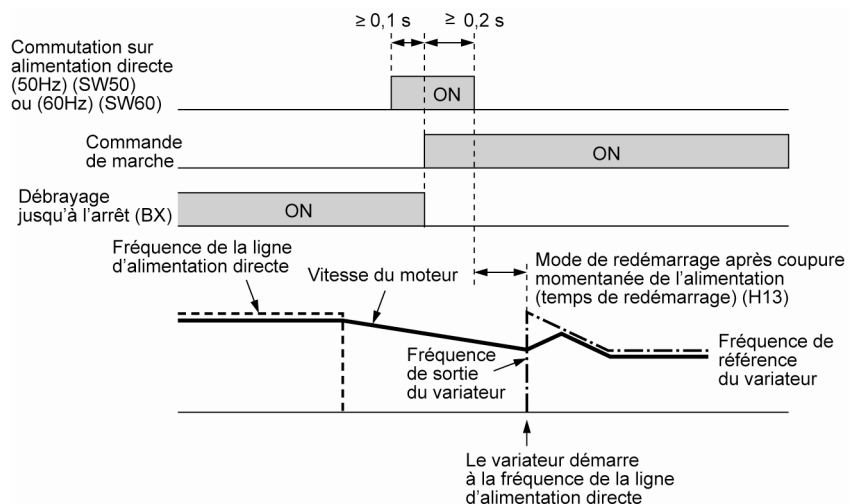 ≥ 0,1 s
≥ 0,2 s
Commutation sur
alimentation directe
(50Hz) (SW50)
ou (60Hz) (SW60)
ON
Commande
de marche
ON
Débrayage
jusqu'à l'arrêt (BX)
ON
Fréquence de la ligne
d'alimentation directe
Vitesse du moteur
Mode de redémarrage après coupure
momentanée de l'alimentation
(temps de redémarrage) (H13)
Fréquence
de sortie
du variateur
Fréquence de
référence
du variateur
Le variateur démarre
à la fréquence de la ligne
d'alimentation directe